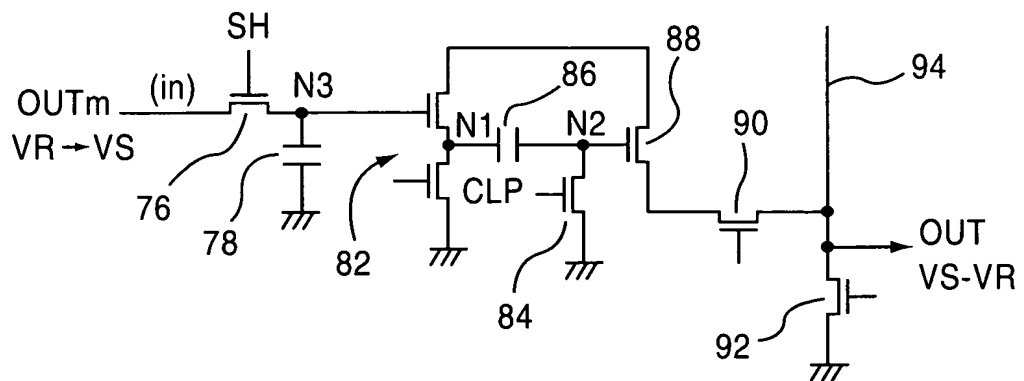 SH
88
86
94
(in)
N3
OUTm
N1
N2
VR→VS
90
CLP
OUT
76
78
82
VS-VR
84
92